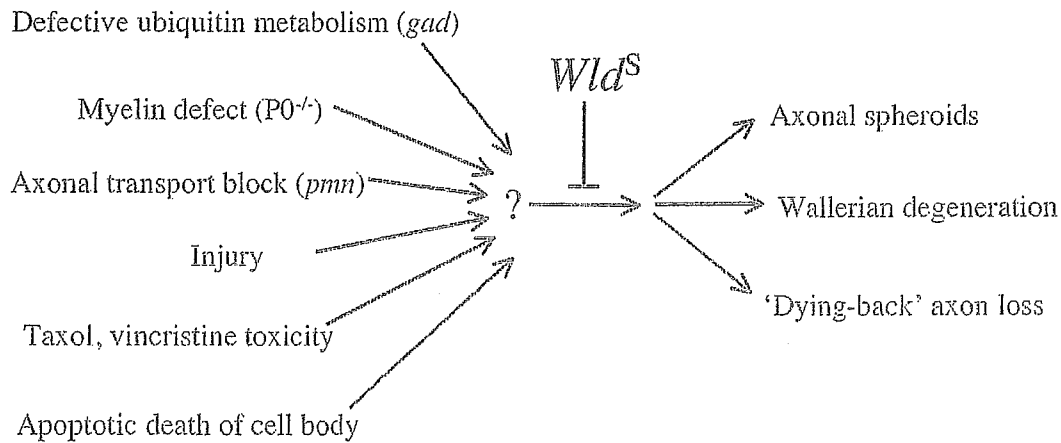 Defective ubiquitin metabolism (gad)
Wld^S
Myelin defect (P0^-/-)
Axonal spheroids
Axonal transport block (pmn)
?
Wallerian degeneration
Injury
'Dying-back' axon loss
Taxol, vincristine toxicity
Apoptotic death of cell body